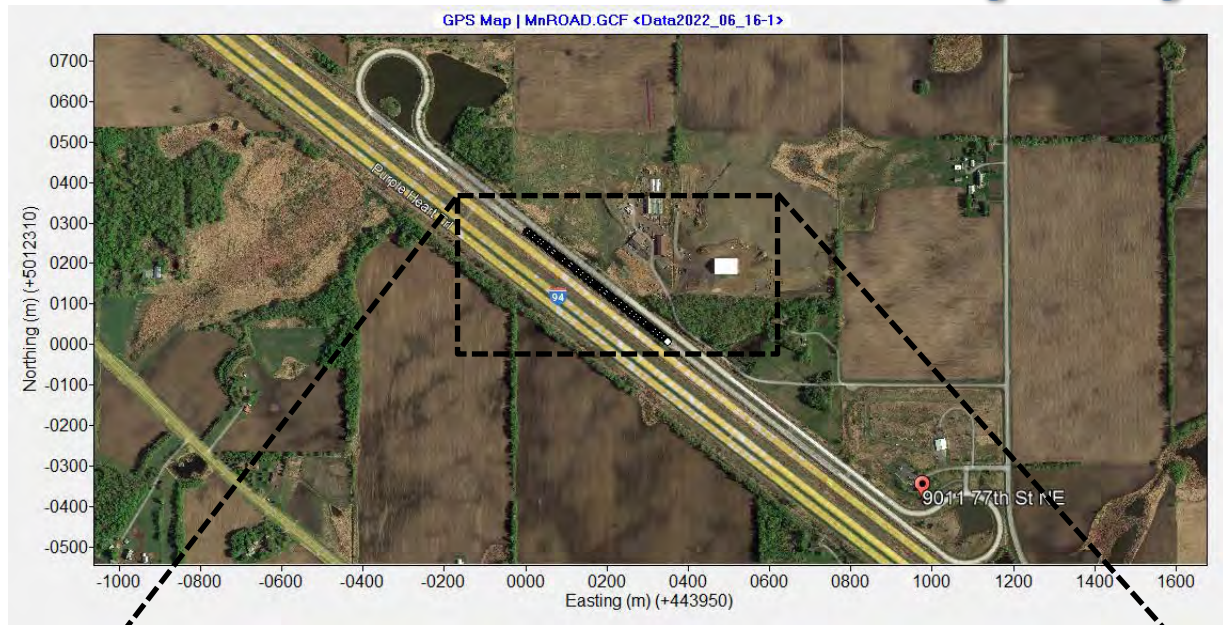 GPS Map | MnROAD.GCF <Data2022_06_16-1>
0700
0600
0500
0400
0300
0200
0100
0000
-0100
-0200
-0300
-0400
-0500
Northing (m) (+5012310)
Purple Heart
94
9011 77th St NE
-1000 -0800 -0600 -0400 -0200 0000 0200 0400 0600 0800 1000 1200 1400 1600
Easting (m) (+443950)